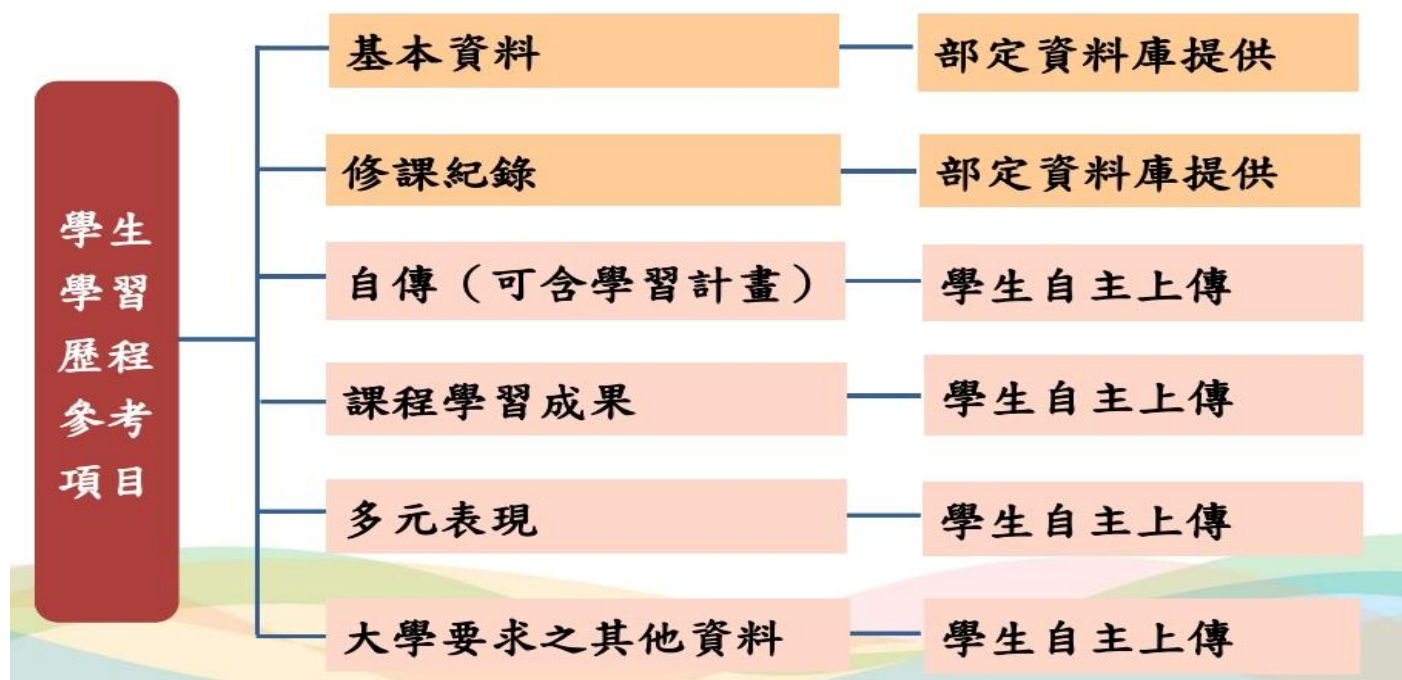 學生
學習
歷程
參考
項目
基本資料
部定資料庫提供
修課紀錄
部定資料庫提供
自傳（可含學習計畫）
學生自主上傳
課程學習成果
學生自主上傳
多元表現
學生自主上傳
大學要求之其他資料
學生自主上傳